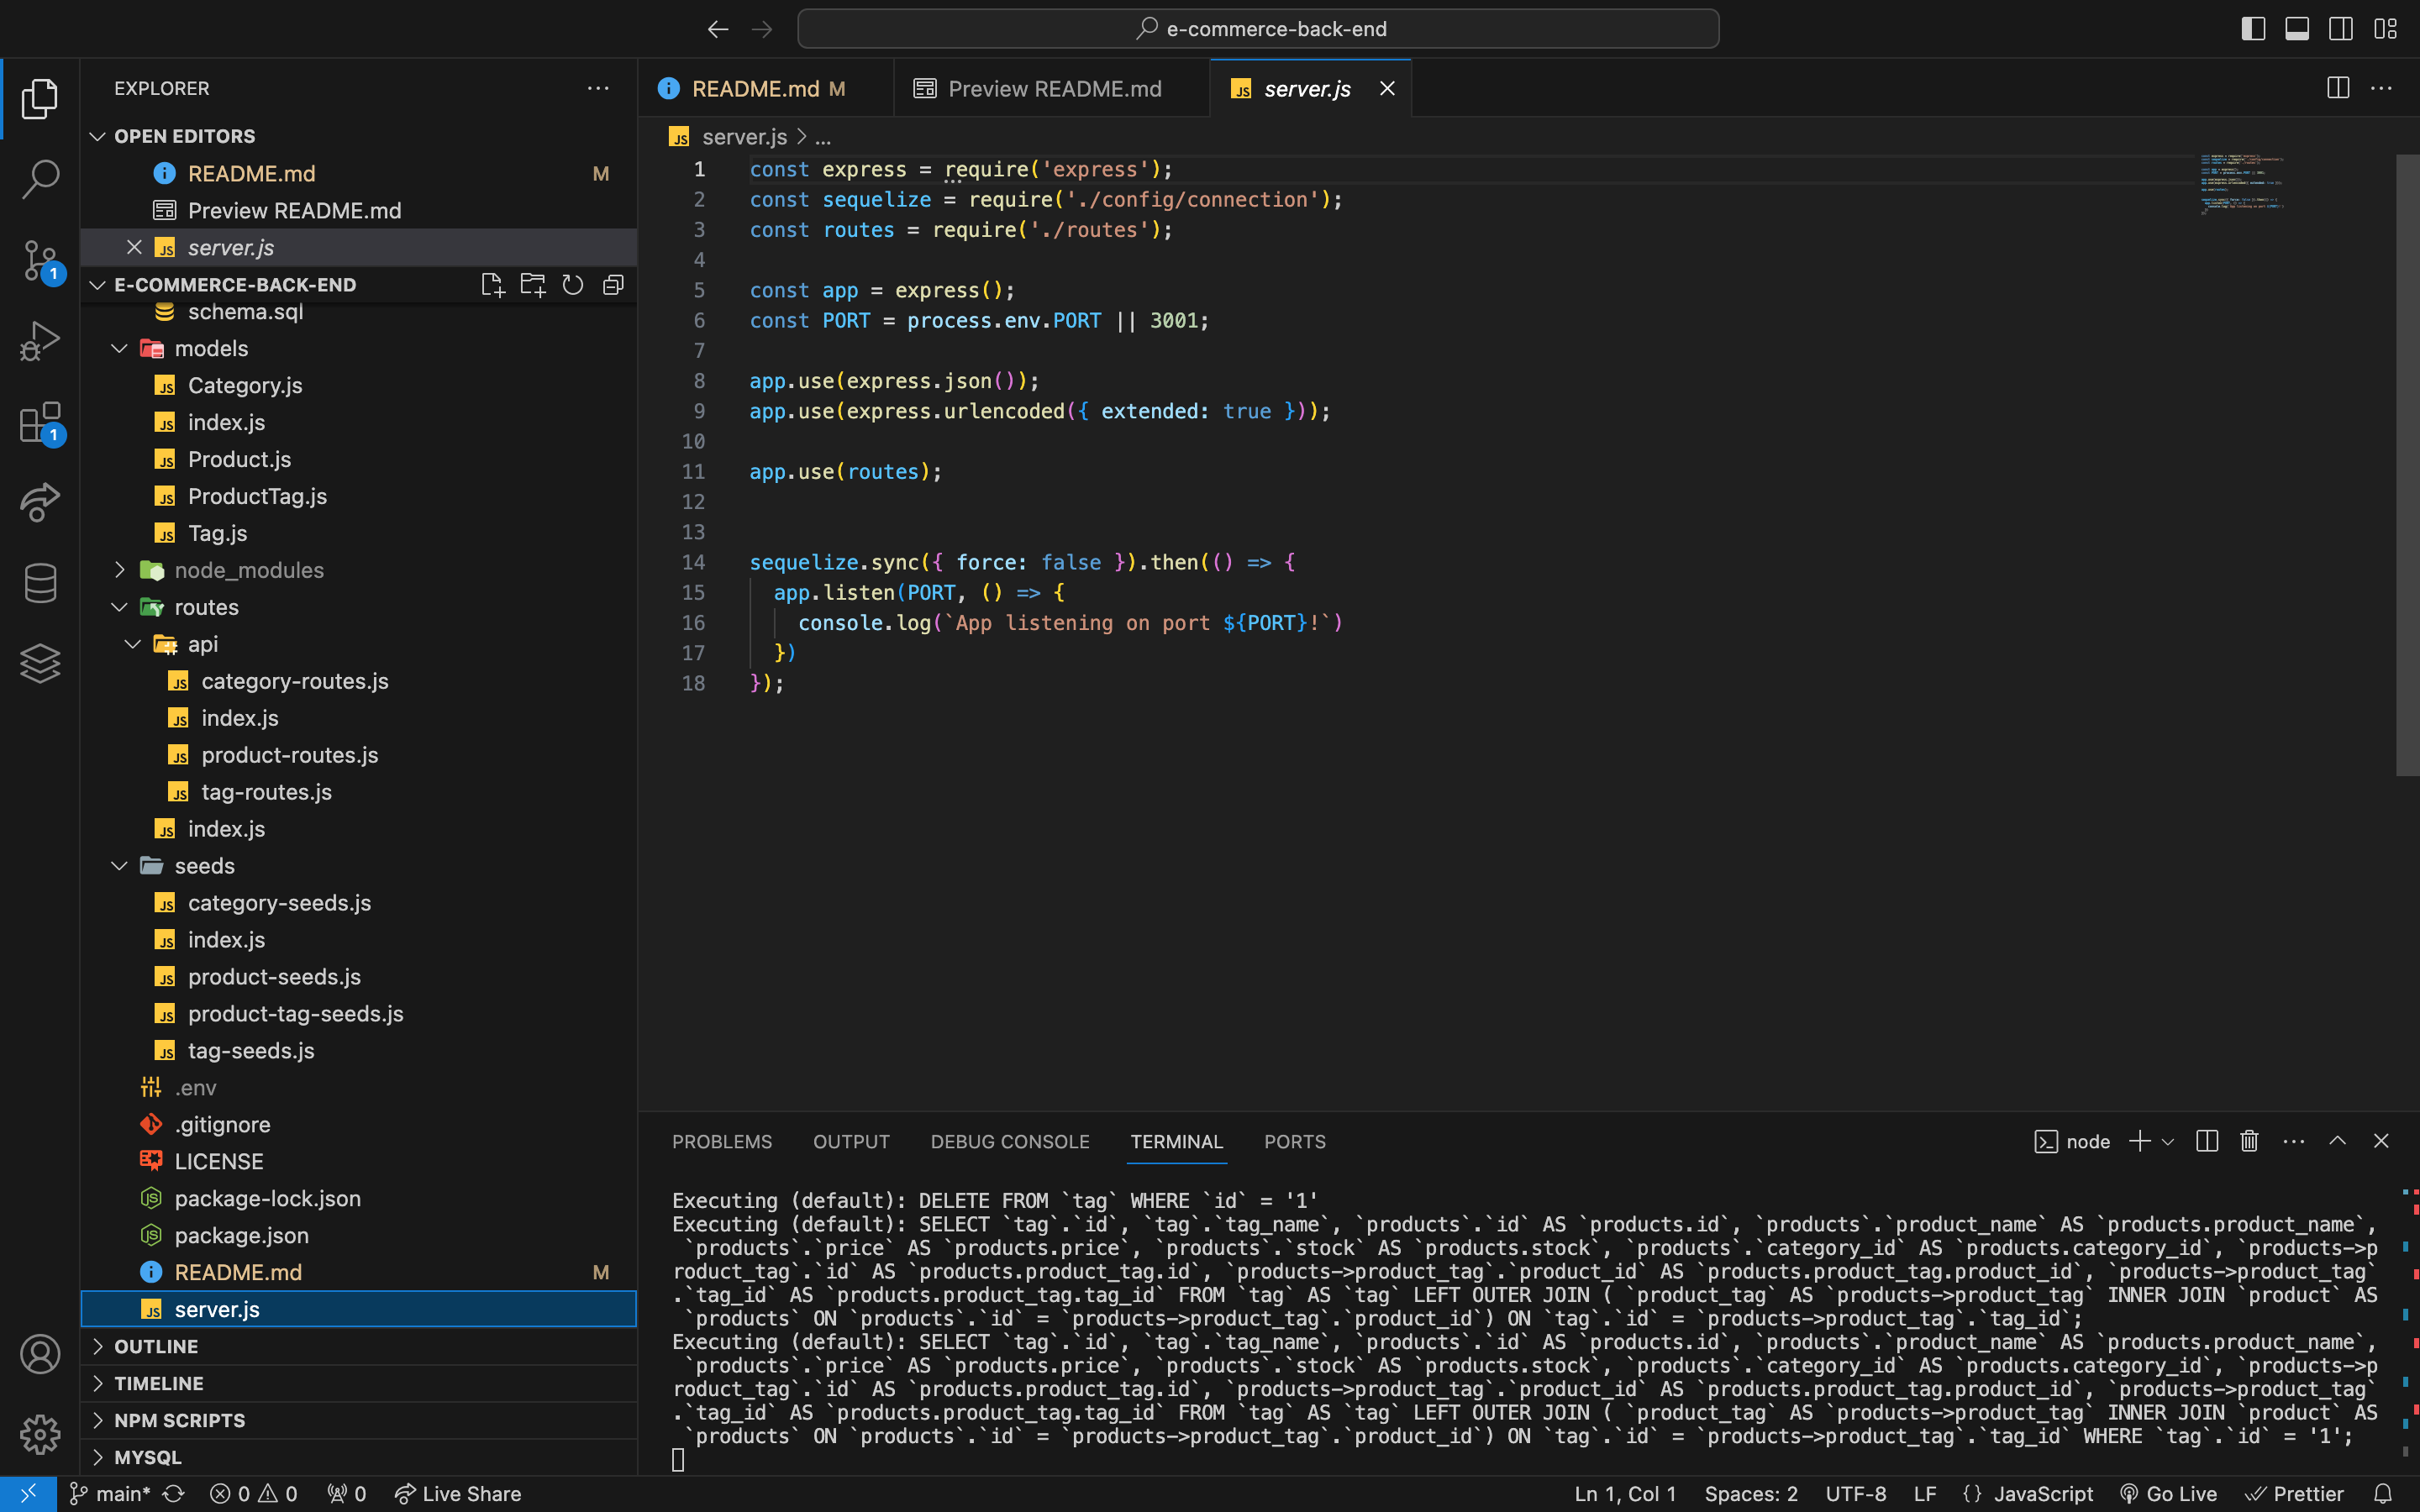 e-commerce-back-end
EXPLORER
OPEN EDITORS
README.md M
Preview README.md
server.js
E-COMMERCE-BACK-END
schema.sql
models
Category.js
index.js
Product.js
ProductTag.js
Tag.js
node_modules
routes
api
category-routes.js
index.js
product-routes.js
tag-routes.js
index.js
seeds
category-seeds.js
index.js
product-seeds.js
product-tag-seeds.js
tag-seeds.js
.env
.gitignore
LICENSE
package-lock.json
package.json
README.md M
server.js
OUTLINE
TIMELINE
NPM SCRIPTS
MYSQL
1
1
README.md M
Preview README.md
server.js
server.js > ...
1 const express = require('express');
2 const sequelize = require('./config/connection');
3 const routes = require('./routes');
4
5 const app = express();
6 const PORT = process.env.PORT || 3001;
7
8 app.use(express.json());
9 app.use(express.urlencoded({ extended: true }));
10
11 app.use(routes);
12
13
14 sequelize.sync({ force: false }).then(() => {
15 app.listen(PORT, () => {
16 console.log(`App listening on port ${PORT}!`)
17 })
18 });
PROBLEMS OUTPUT DEBUG CONSOLE TERMINAL PORTS
node
Executing (default): DELETE FROM `tag` WHERE `id` = '1'
Executing (default): SELECT `tag`.`id`, `tag`.`tag_name`, `products`.`id` AS `products.id`, `products`.`product_name` AS `products.product_name`,
`products`.`price` AS `products.price`, `products`.`stock` AS `products.stock`, `products`.`category_id` AS `products.category_id`, `products->p
roduct_tag`.`id` AS `products.product_tag.id`, `products->product_tag`.`product_id` AS `products.product_tag.product_id`, `products->product_tag`
.`tag_id` AS `products.product_tag.tag_id` FROM `tag` AS `tag` LEFT OUTER JOIN ( `product_tag` AS `products->product_tag` INNER JOIN `product` AS
`products` ON `products`.`id` = `products->product_tag`.`product_id`) ON `tag`.`id` = `products->product_tag`.`tag_id`;
Executing (default): SELECT `tag`.`id`, `tag`.`tag_name`, `products`.`id` AS `products.id`, `products`.`product_name` AS `products.product_name`,
`products`.`price` AS `products.price`, `products`.`stock` AS `products.stock`, `products`.`category_id` AS `products.category_id`, `products->p
roduct_tag`.`id` AS `products.product_tag.id`, `products->product_tag`.`product_id` AS `products.product_tag.product_id`, `products->product_tag`
.`tag_id` AS `products.product_tag.tag_id` FROM `tag` AS `tag` LEFT OUTER JOIN ( `product_tag` AS `products->product_tag` INNER JOIN `product` AS
`products` ON `products`.`id` = `products->product_tag`.`product_id`) ON `tag`.`id` = `products->product_tag`.`tag_id` WHERE `tag`.`id` = '1';
main* 0 0 0 Live Share Ln 1, Col 1 Spaces: 2 UTF-8 LF {} JavaScript Go Live Prettier